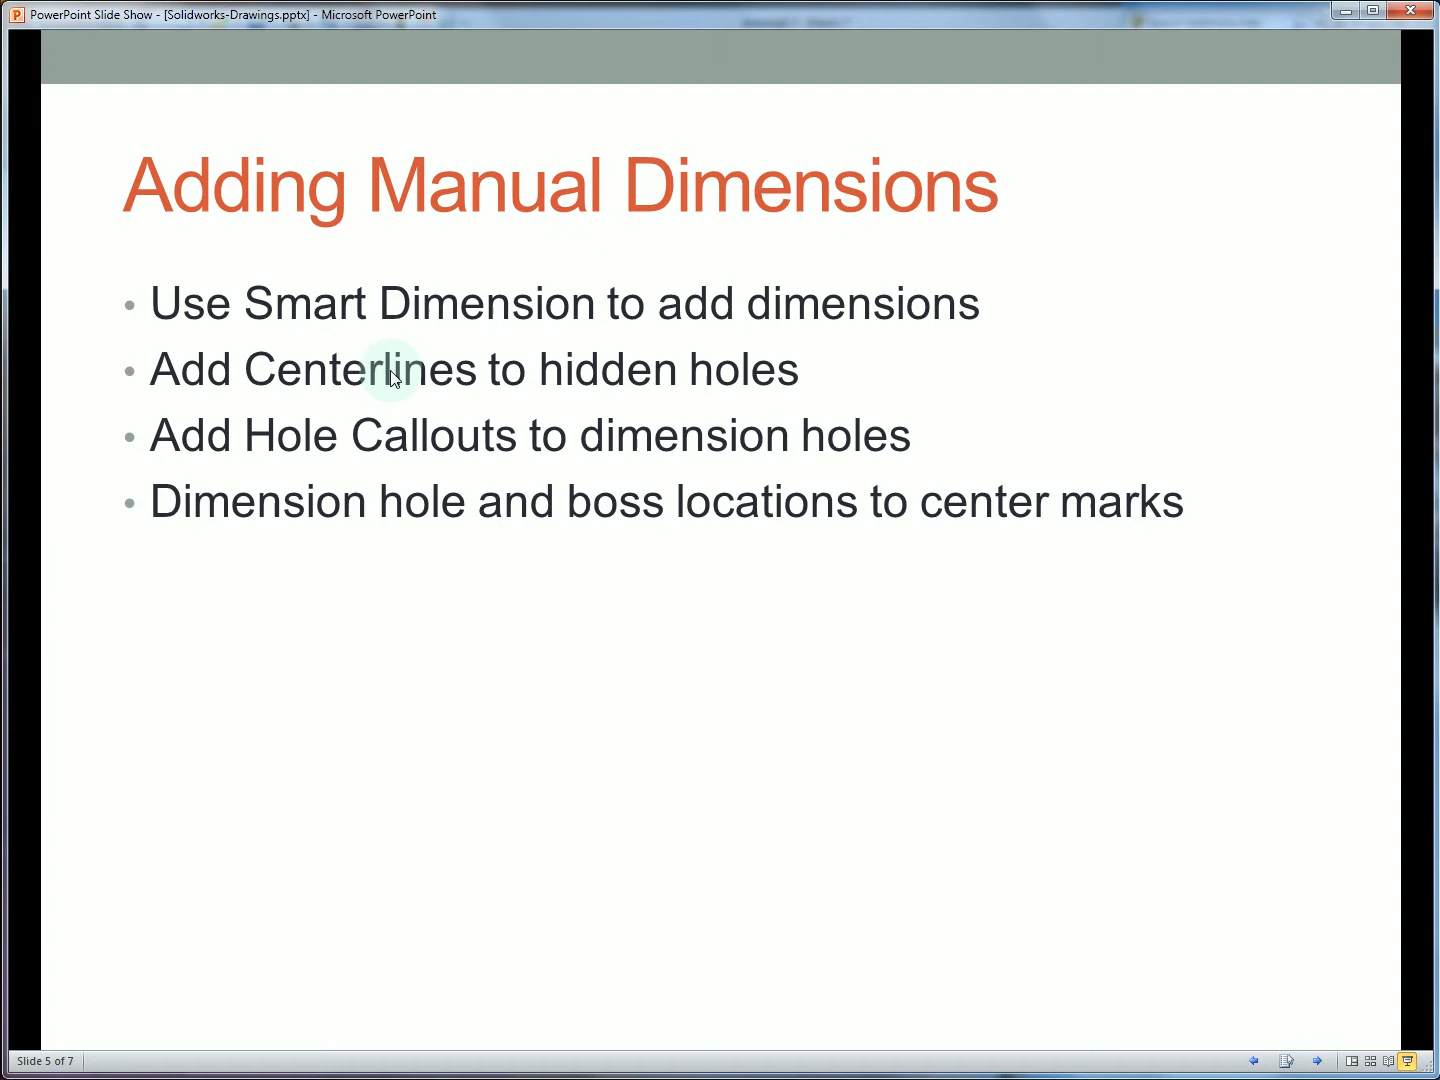 PowerPoint Slide Show - [Solidworks-Drawings.pptx] - Microsoft PowerPoint
Adding Manual Dimensions
• Use Smart Dimension to add dimensions
• Add Centerlines to hidden holes
• Add Hole Callouts to dimension holes
• Dimension hole and boss locations to center marks
Slide 5 of 7